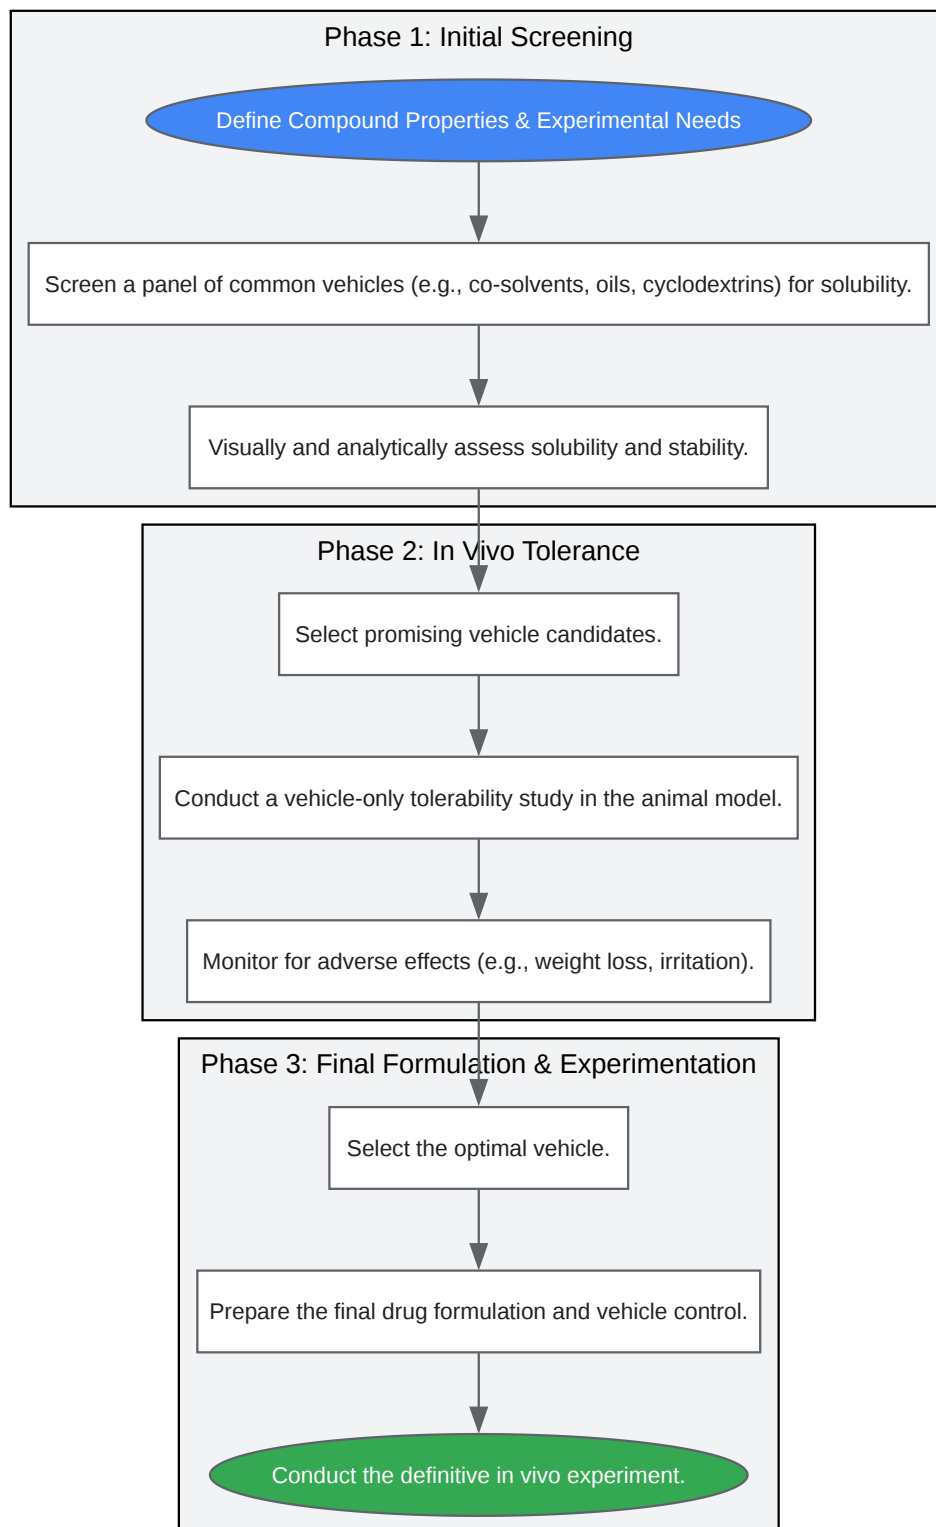 Phase 1: Initial Screening
Define Compound Properties & Experimental Needs
Screen a panel of common vehicles (e.g., co-solvents, oils, cyclodextrins) for solubility.
Visually and analytically assess solubility and stability.
Phase 2: In Vivo Tolerance
Select promising vehicle candidates.
Conduct a vehicle-only tolerability study in the animal model.
Monitor for adverse effects (e.g., weight loss, irritation).
Phase 3: Final Formulation & Experimentation
Select the optimal vehicle.
Prepare the final drug formulation and vehicle control.
Conduct the definitive in vivo experiment.